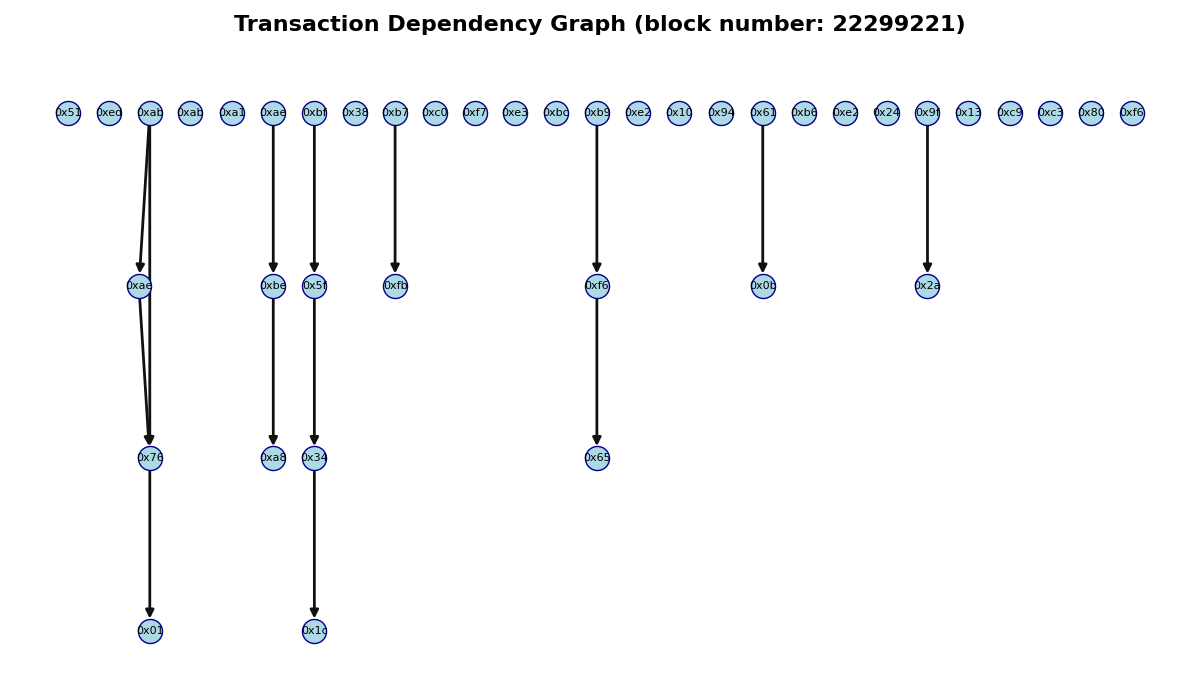 Transaction Dependency Graph (block number: 22299221)
0x51 0xed 0xab 0xab 0xa1 0xae 0xbf 0x38 0xb7 0xc0 0xf7 0xe3 0xbc 0xb9 0xe2 0x10 0x94 0x61 0xb6 0xe2 0x24 0x9f 0x13 0xc9 0xc3 0x80 0xf6
0xae 0xbe 0x5f 0xfb 0xf6 0x0b 0x2a
0x76 0xa8 0x34 0x65
0x01 0x1c